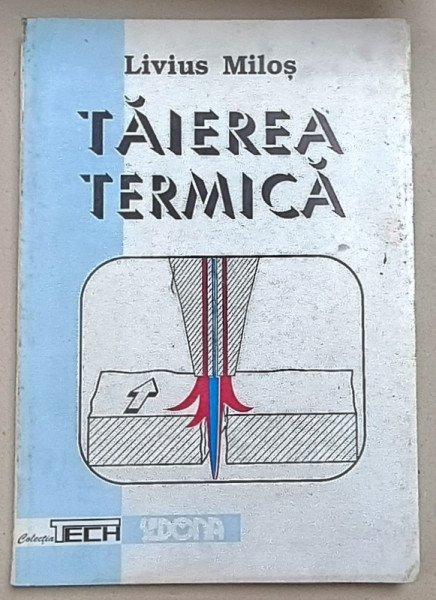 Livius Miloș
TĂIEREA
TERMICĂ
Colecția TECH